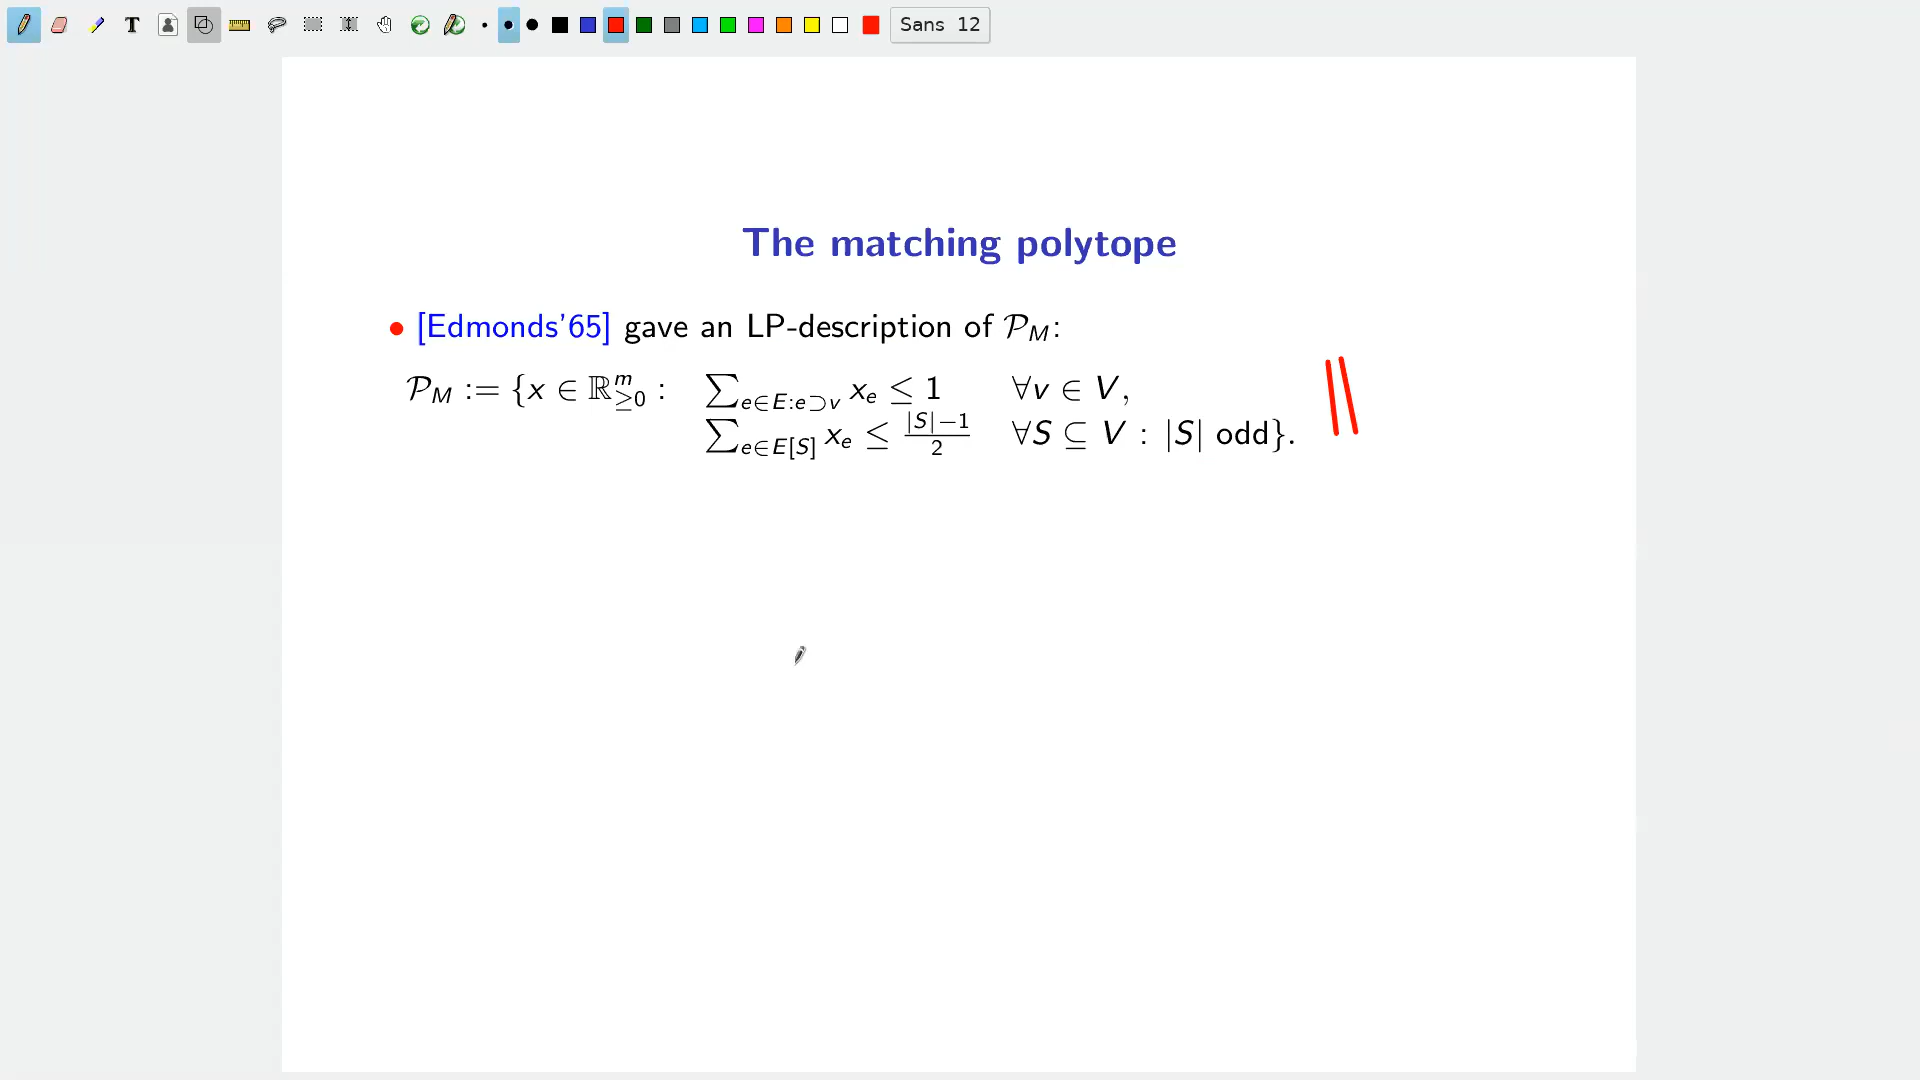 T
Sans 12
The matching polytope
• [Edmonds'65] gave an LP-description of 𝒫_M:
𝒫_M := {x ∈ ℝ^m_{≥0} : ∑_{e∈E:e⊃v} x_e ≤ 1 ∀v ∈ V,
∑_{e∈E[S]} x_e ≤ (|S|−1)/2 ∀S ⊆ V : |S| odd}.